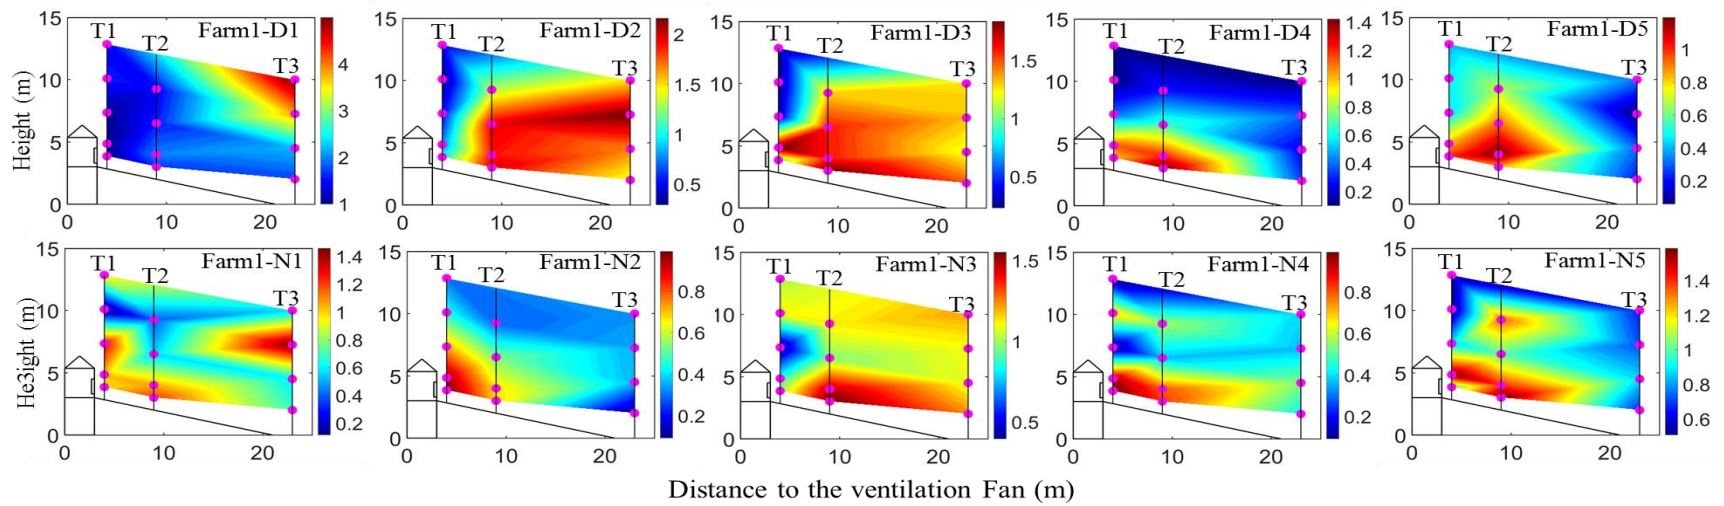 Farm1-D1 T1 T2 T3
Height (m) 15 10 5 0
0 10 20
4 3 2 1
Farm1-D2 T1 T2 T3
15 10 5 0
0 10 20
2 1.5 1 0.5
Farm1-D3 T1 T2 T3
15 10 5 0
0 10 20
1.5 1 0.5
Farm1-D4 T1 T2 T3
15 10 5 0
0 10 20
1.4 1.2 1 0.8 0.6 0.4 0.2
Farm1-D5 T1 T2 T3
15 10 5 0
0 10 20
1 0.8 0.6 0.4 0.2
Farm1-N1 T1 T2 T3
He3ight (m) 15 10 5 0
0 10 20
1.4 1.2 1 0.8 0.6 0.4 0.2
Farm1-N2 T1 T2 T3
15 10 5 0
0 10 20
0.8 0.6 0.4 0.2
Farm1-N3 T1 T2 T3
15 10 5 0
0 10 20
1.5 1 0.5
Farm1-N4 T1 T2 T3
15 10 5 0
0 10 20
0.8 0.6 0.4 0.2
Farm1-N5 T1 T2 T3
15 10 5 0
0 10 20
1.4 1.2 1 0.8 0.6
Distance to the ventilation Fan (m)